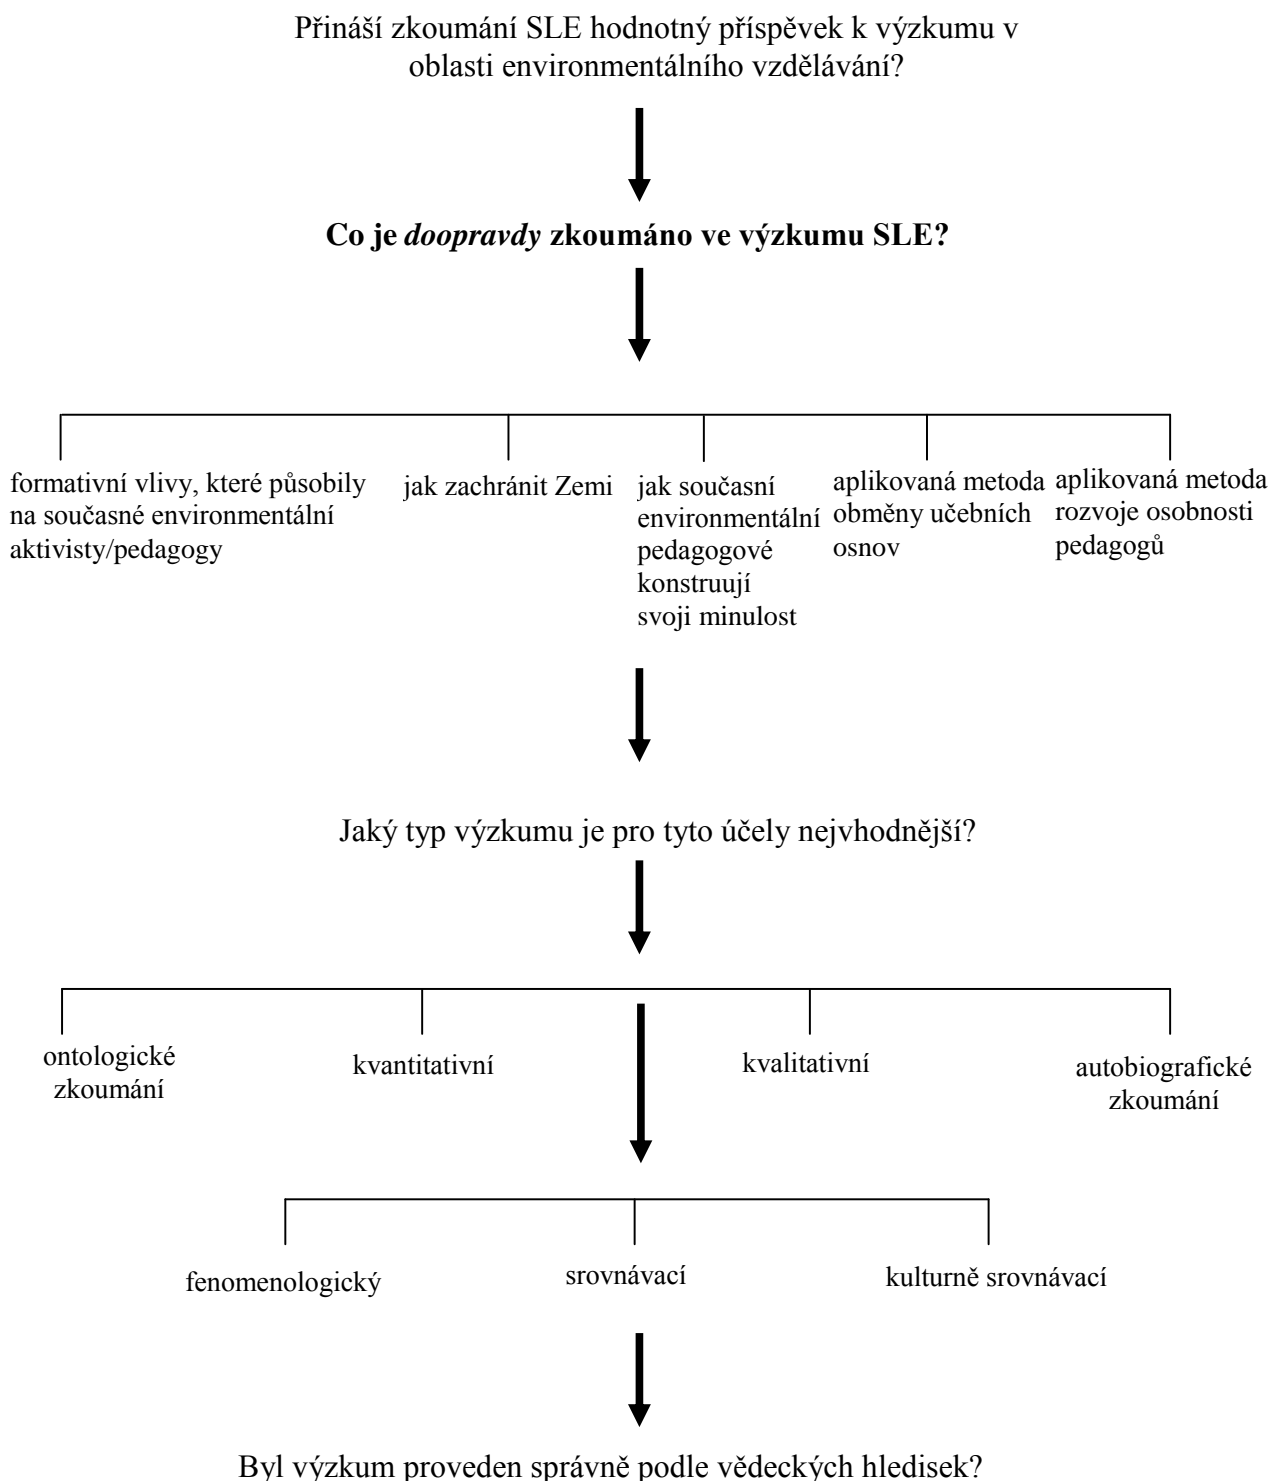 Přináší zkoumání SLE hodnotný příspěvek k výzkumu v
oblasti environmentálního vzdělávání?
Co je doopravdy zkoumáno ve výzkumu SLE?
formativní vlivy, které působily
na současné environmentální
aktivisty/pedagogy
jak zachránit Zemi
jak současní
environmentální
pedagogové
konstruují
svoji minulost
aplikovaná metoda
obměny učebních
osnov
aplikovaná metoda
rozvoje osobnosti
pedagogů
Jaký typ výzkumu je pro tyto účely nejvhodnější?
ontologické
zkoumání
kvantitativní
kvalitativní
autobiografické
zkoumání
fenomenologický
srovnávací
kulturně srovnávací
Byl výzkum proveden správně podle vědeckých hledisek?